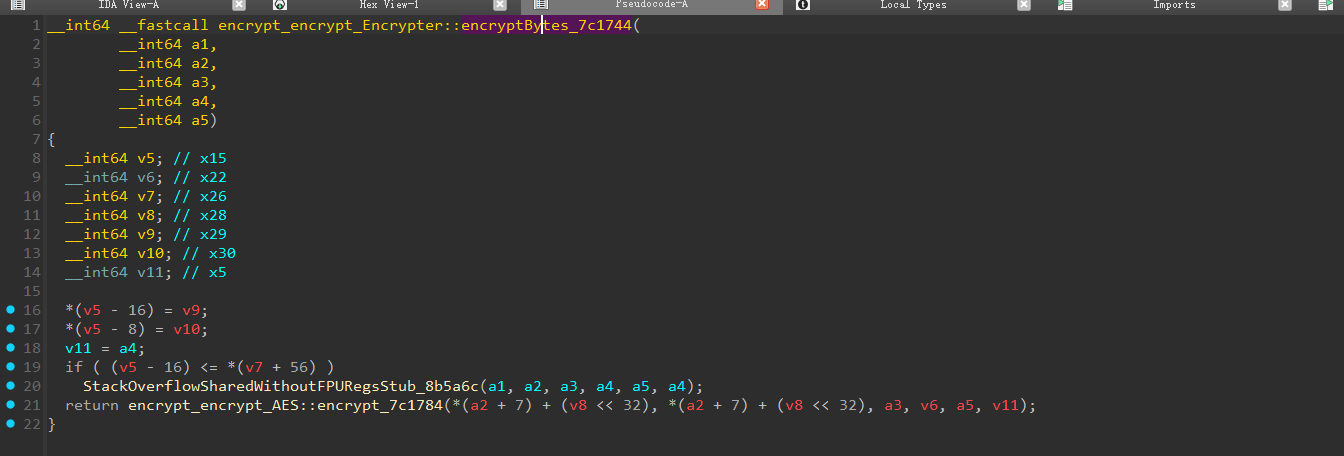 IDA View-A Hex View-1 Pseudocode-A Local Types Imports
1 __int64 __fastcall encrypt_encrypt_Encrypter::encryptBytes_7c1744(
2 __int64 a1,
3 __int64 a2,
4 __int64 a3,
5 __int64 a4,
6 __int64 a5)
7 {
8 __int64 v5; // x15
9 __int64 v6; // x22
10 __int64 v7; // x26
11 __int64 v8; // x28
12 __int64 v9; // x29
13 __int64 v10; // x30
14 __int64 v11; // x5
15
16 *(v5 - 16) = v9;
17 *(v5 - 8) = v10;
18 v11 = a4;
19 if ( (v5 - 16) <= *(v7 + 56) )
20 StackOverflowSharedWithoutFPURegsStub_8b5a6c(a1, a2, a3, a4, a5, a4);
21 return encrypt_encrypt_AES::encrypt_7c1784(*(a2 + 7) + (v8 << 32), *(a2 + 7) + (v8 << 32), a3, v6, a5, v11);
22 }